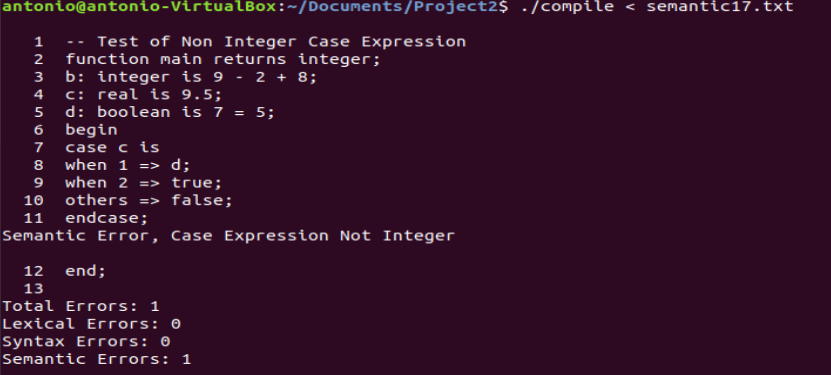 antonio@antonio-VirtualBox:~/Documents/Project2$ ./compile < semantic17.txt
1 -- Test of Non Integer Case Expression
2 function main returns integer;
3 b: integer is 9 - 2 + 8;
4 c: real is 9.5;
5 d: boolean is 7 = 5;
6 begin
7 case c is
8 when 1 => d;
9 when 2 => true;
10 others => false;
11 endcase;
Semantic Error, Case Expression Not Integer
12 end;
13
Total Errors: 1
Lexical Errors: 0
Syntax Errors: 0
Semantic Errors: 1